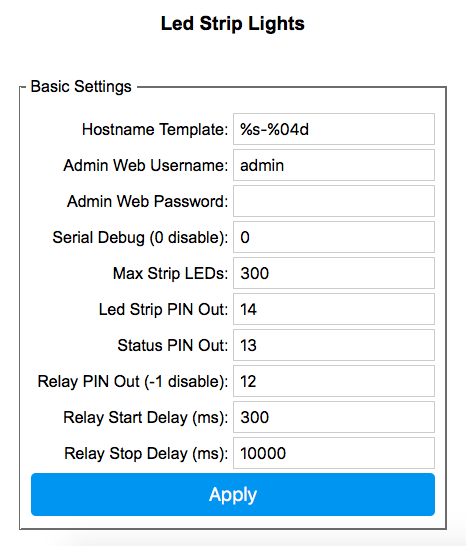 Led Strip Lights
Basic Settings
Hostname Template: %s-%04d
Admin Web Username: admin
Admin Web Password:
Serial Debug (0 disable): 0
Max Strip LEDs: 300
Led Strip PIN Out: 14
Status PIN Out: 13
Relay PIN Out (-1 disable): 12
Relay Start Delay (ms): 300
Relay Stop Delay (ms): 10000
Apply